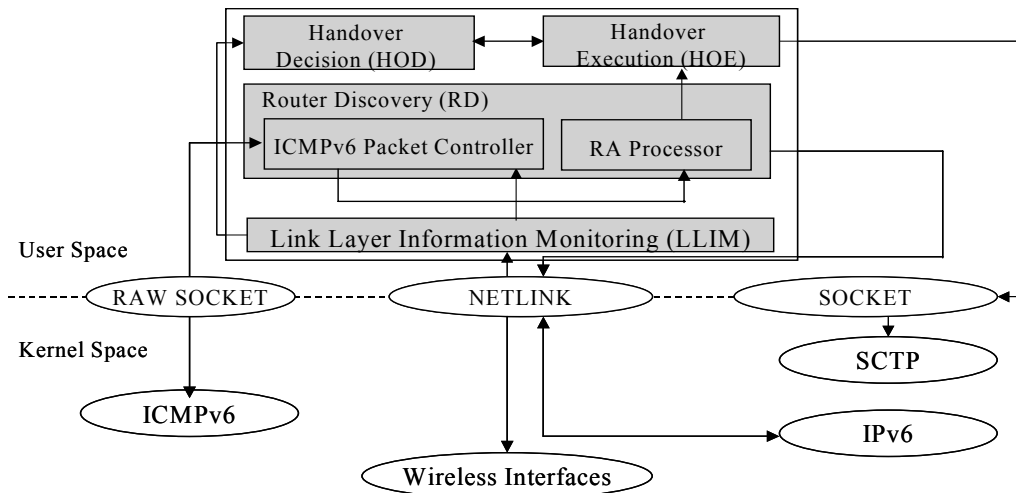 Handover
Decision (HOD)
Handover
Execution (HOE)
Router Discovery (RD)
ICMPv6 Packet Controller
RA Processor
Link Layer Information Monitoring (LLIM)
User Space
RAW SOCKET
NETLINK
SOCKET
Kernel Space
SCTP
ICMPv6
IPv6
Wireless Interfaces